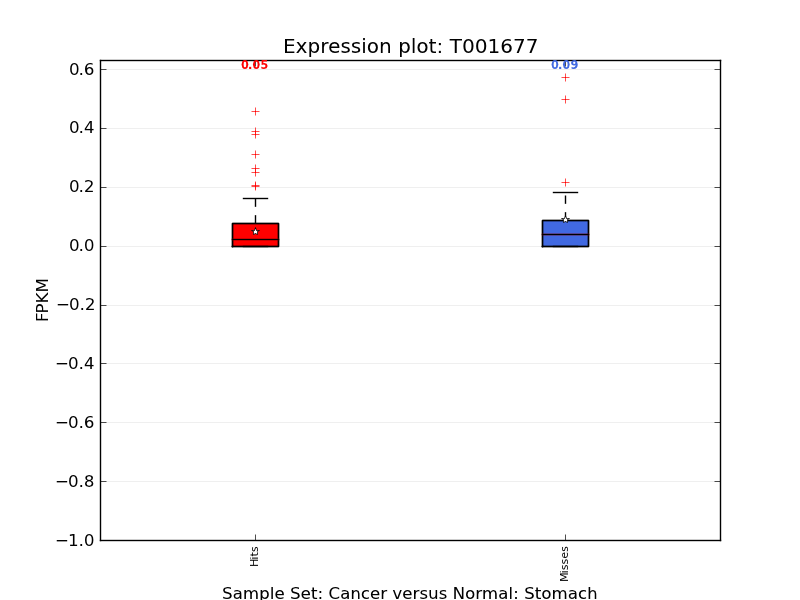 Expression plot: T001677
0.05
0.09
0.6
0.4
0.2
0.0
−0.2
−0.4
−0.6
−0.8
−1.0
FPKM
Hits
Misses
Sample Set: Cancer versus Normal: Stomach